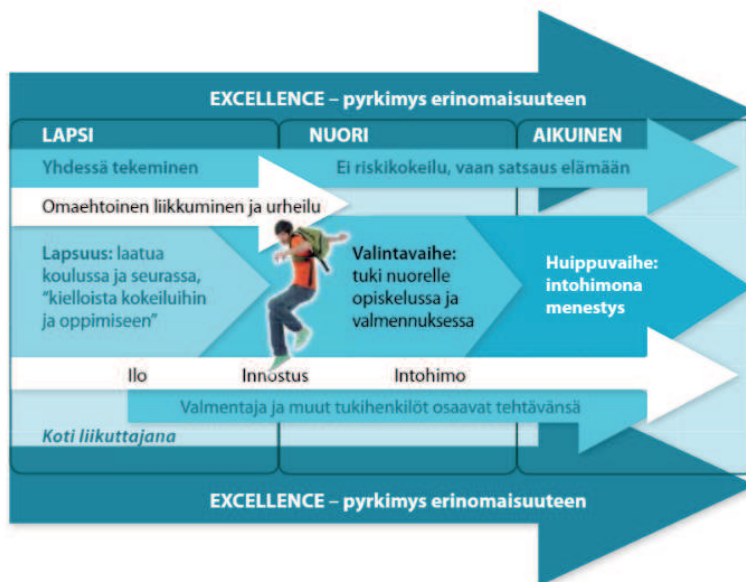 EXCELLENCE – pyrkimys erinomaisuuteen
LAPSI
NUORI
AIKUINEN
Yhdessä tekeminen
Ei riskikokeilu, vaan satsaus elämään
Omaehtoinen liikkuminen ja urheilu
Lapsuus: laatua
koulussa ja seurassa,
"kielloista kokeiluihin
ja oppimiseen"
Valintavaihe:
tuki nuorelle
opiskelussa ja
valmennuksessa
Huippuvaihe:
intohimona
menestys
Ilo
Innostus
Intohimo
Valmentaja ja muut tukihenkilöt osaavat tehtävänsä
Koti liikuttajana
EXCELLENCE – pyrkimys erinomaisuuteen